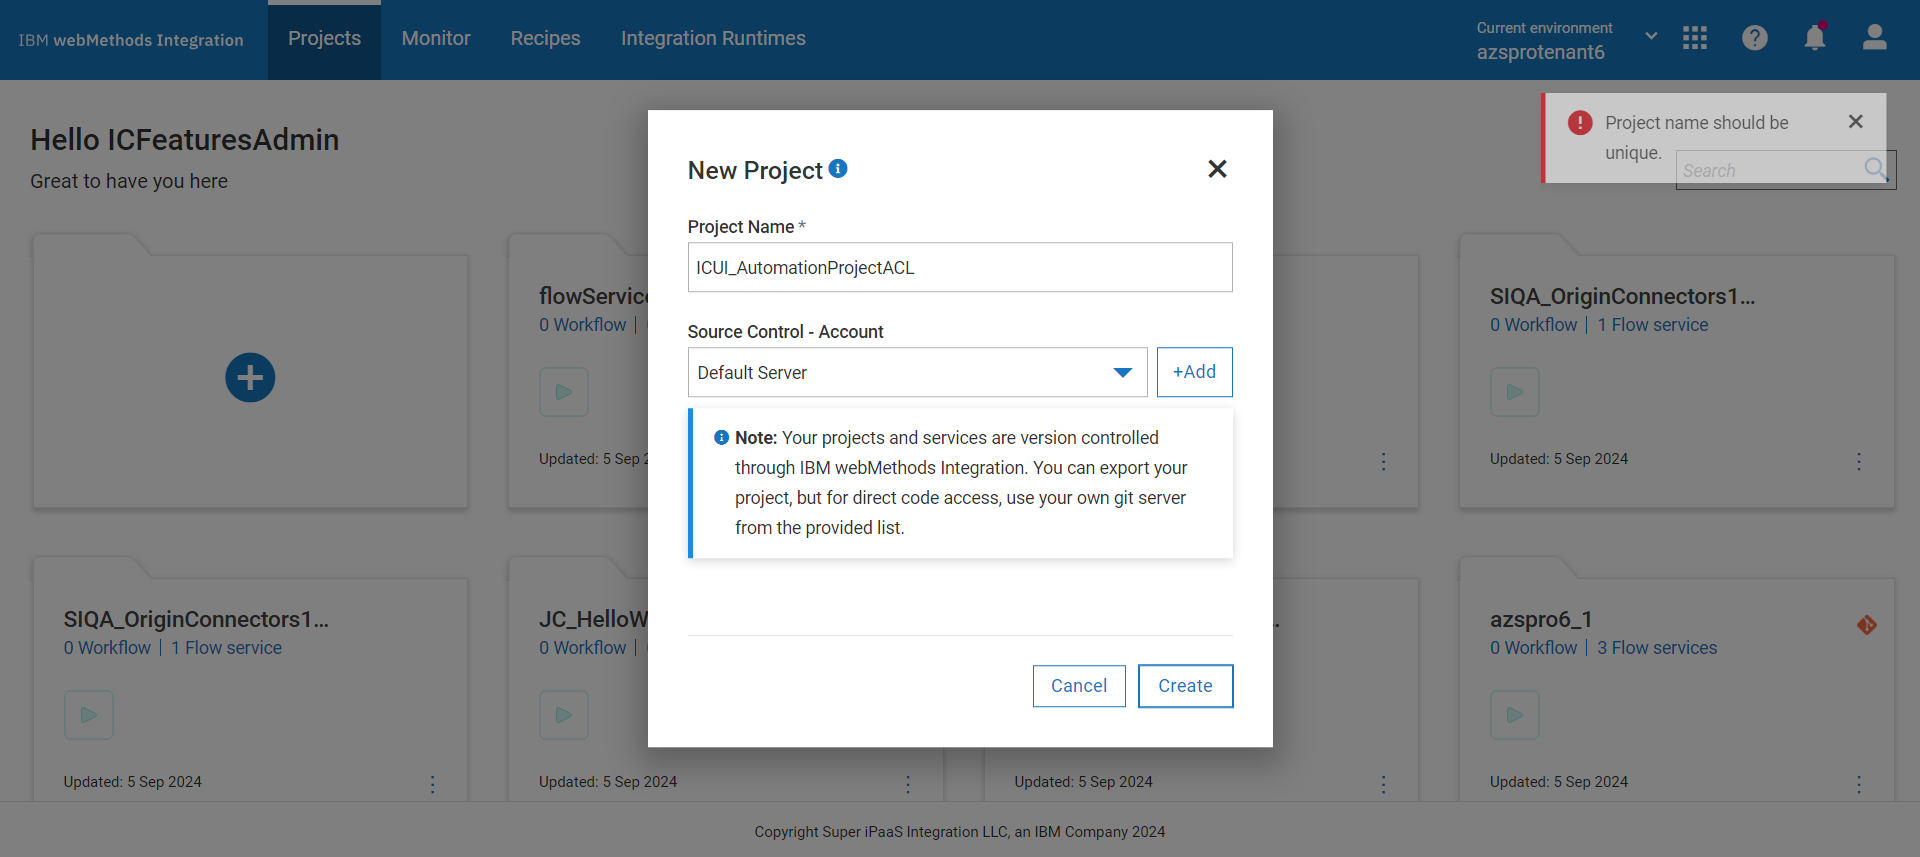 IBM webMethods Integration
Projects
Monitor
Recipes
Integration Runtimes
Current environment
azsprotenant6
Hello ICFeaturesAdmin
Great to have you here
Project name should be
unique.
Search
New Project
Project Name *
ICUI_AutomationProjectACL
Source Control - Account
Default Server
+Add
Note: Your projects and services are version controlled
through IBM webMethods Integration. You can export your
project, but for direct code access, use your own git server
from the provided list.
Cancel
Create
flowService
0 Workflow
Updated: 5 Sep 2
SIQA_OriginConnectors1...
0 Workflow | 1 Flow service
Updated: 5 Sep 2024
SIQA_OriginConnectors1...
0 Workflow | 1 Flow service
Updated: 5 Sep 2024
JC_HelloW
0 Workflow
Updated: 5 Sep 2024
Updated: 5 Sep 2024
azspro6_1
0 Workflow | 3 Flow services
Updated: 5 Sep 2024
Copyright Super iPaaS Integration LLC, an IBM Company 2024